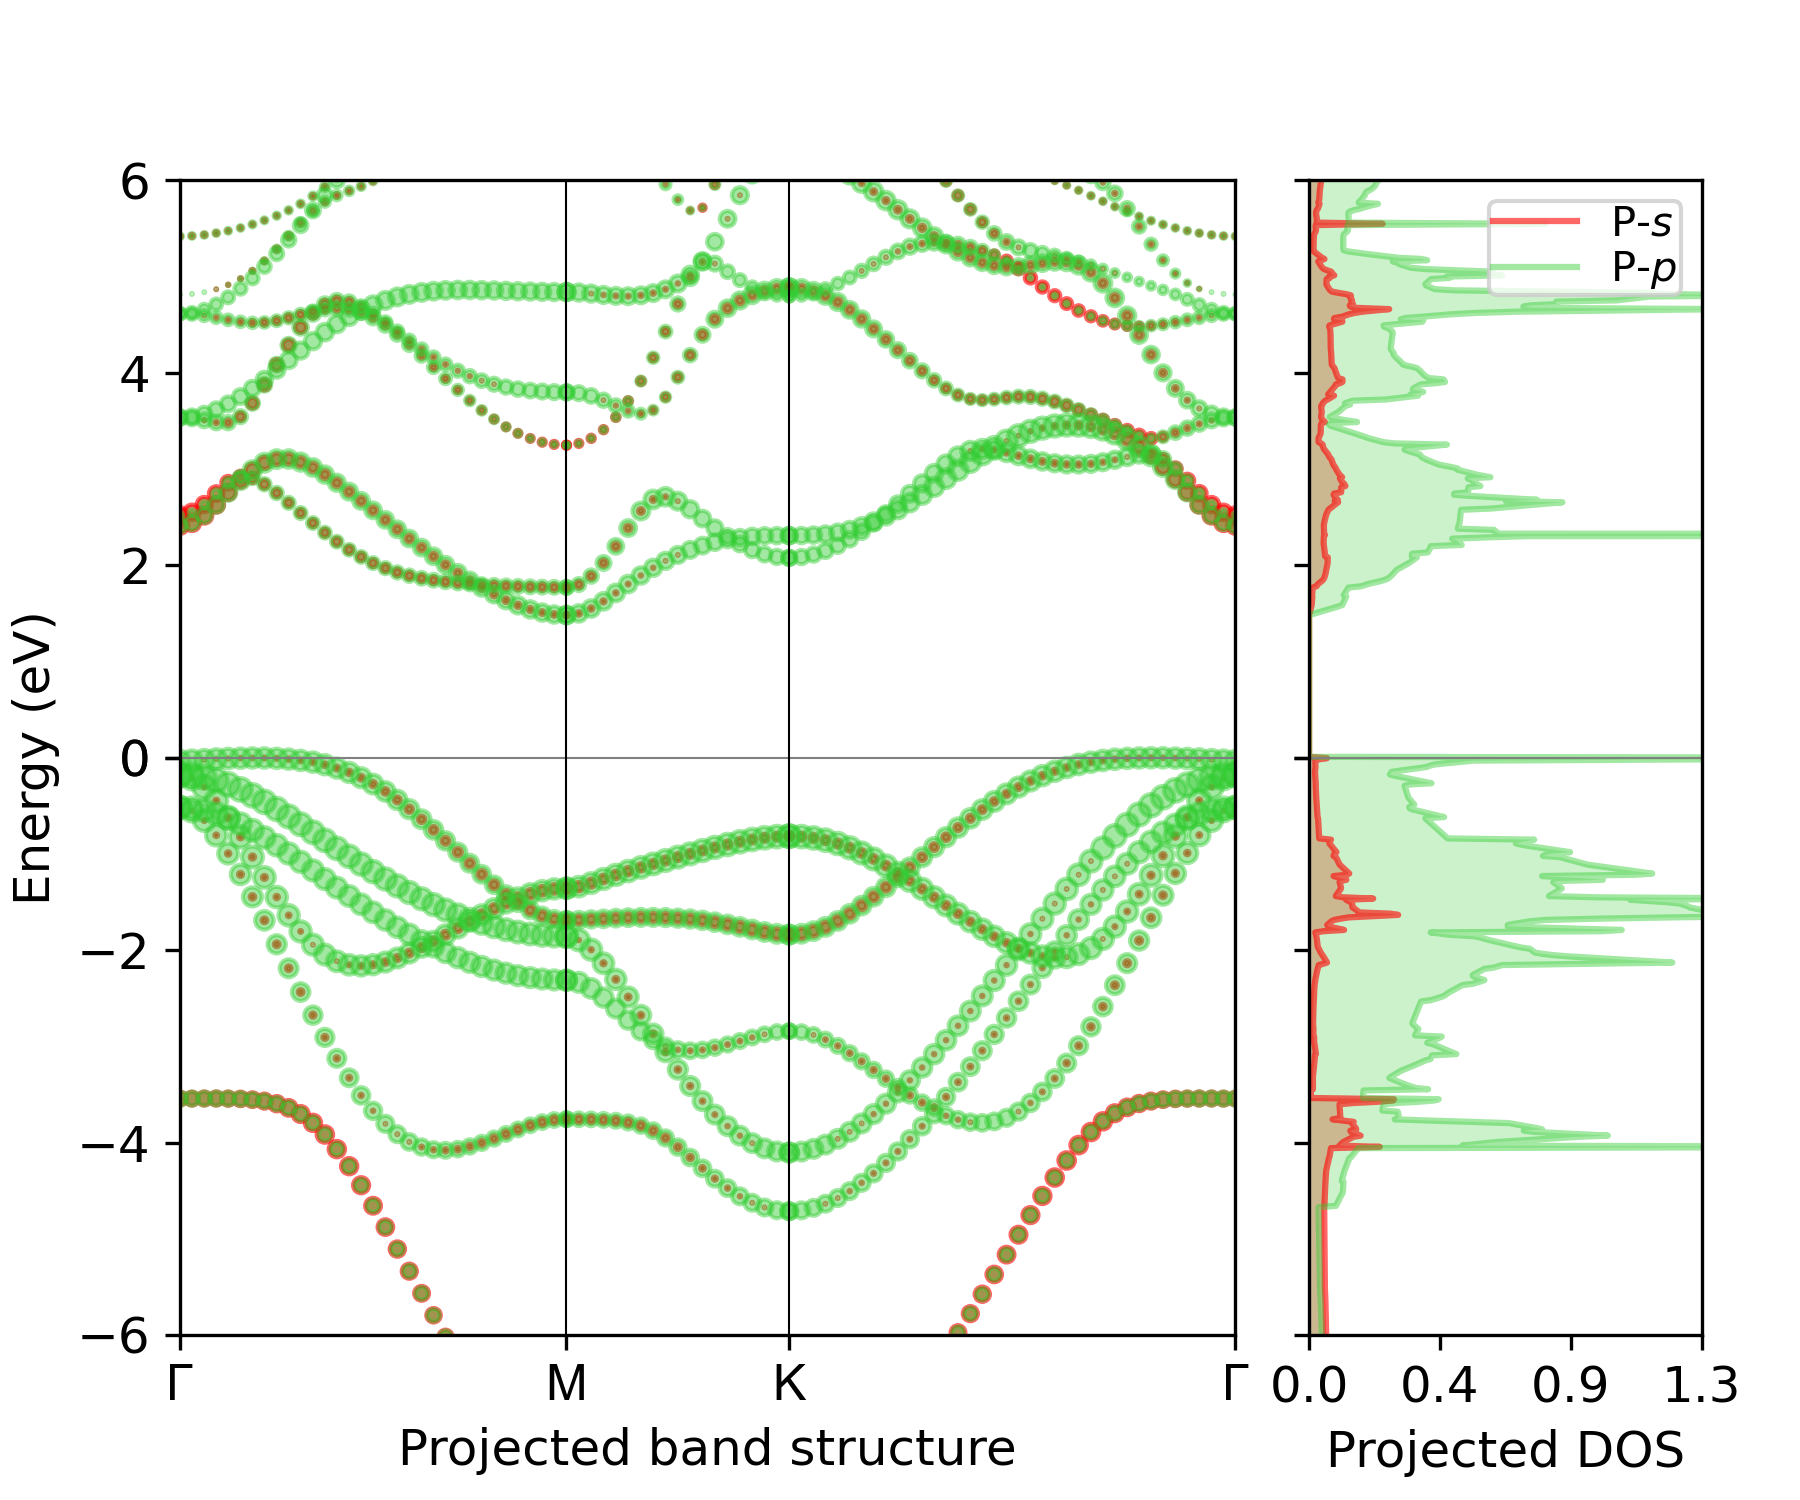 6
4
2
0
−2
−4
−6
Energy (eV)
Γ
M
K
Γ
Projected band structure
P-s
P-p
0.0
0.4
0.9
1.3
Projected DOS